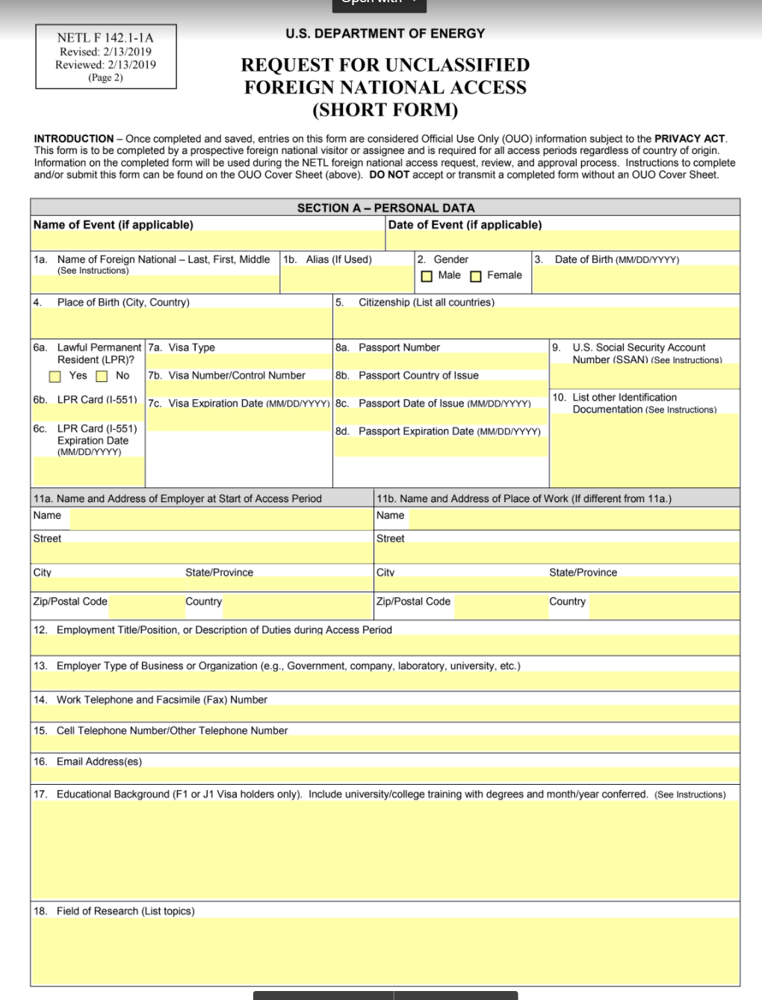 Open with
NETL F 142.1-1A
Revised: 2/13/2019
Reviewed: 2/13/2019
(Page 2)
U.S. DEPARTMENT OF ENERGY
REQUEST FOR UNCLASSIFIED
FOREIGN NATIONAL ACCESS
(SHORT FORM)
INTRODUCTION – Once completed and saved, entries on this form are considered Official Use Only (OUO) information subject to the PRIVACY ACT.
This form is to be completed by a prospective foreign national visitor or assignee and is required for all access periods regardless of country of origin.
Information on the completed form will be used during the NETL foreign national access request, review, and approval process. Instructions to complete
and/or submit this form can be found on the OUO Cover Sheet (above). DO NOT accept or transmit a completed form without an OUO Cover Sheet.
SECTION A – PERSONAL DATA
Name of Event (if applicable)
Date of Event (if applicable)
1a. Name of Foreign National – Last, First, Middle
(See Instructions)
1b. Alias (If Used)
2. Gender
Male Female
3. Date of Birth (MM/DD/YYYY)
4. Place of Birth (City, Country)
5. Citizenship (List all countries)
6a. Lawful Permanent
Resident (LPR)?
Yes No
6b. LPR Card (I-551)
6c. LPR Card (I-551)
Expiration Date
(MM/DD/YYYY)
7a. Visa Type
7b. Visa Number/Control Number
7c. Visa Expiration Date (MM/DD/YYYY)
8a. Passport Number
8b. Passport Country of Issue
8c. Passport Date of Issue (MM/DD/YYYY)
8d. Passport Expiration Date (MM/DD/YYYY)
9. U.S. Social Security Account
Number (SSAN) (See Instructions)
10. List other Identification
Documentation (See Instructions)
11a. Name and Address of Employer at Start of Access Period
11b. Name and Address of Place of Work (If different from 11a.)
Name
Name
Street
Street
City State/Province
City State/Province
Zip/Postal Code Country
Zip/Postal Code Country
12. Employment Title/Position, or Description of Duties during Access Period
13. Employer Type of Business or Organization (e.g., Government, company, laboratory, university, etc.)
14. Work Telephone and Facsimile (Fax) Number
15. Cell Telephone Number/Other Telephone Number
16. Email Address(es)
17. Educational Background (F1 or J1 Visa holders only). Include university/college training with degrees and month/year conferred. (See Instructions)
18. Field of Research (List topics)